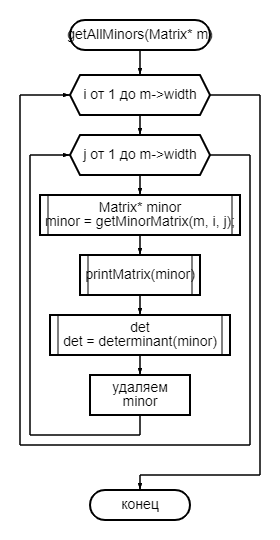 getAllMinors(Matrix* m)
i от 1 до m->width
j от 1 до m->width
Matrix* minor
minor = getMinorMatrix(m, i, j);
printMatrix(minor)
det
det = determinant(minor)
удаляем
minor
конец